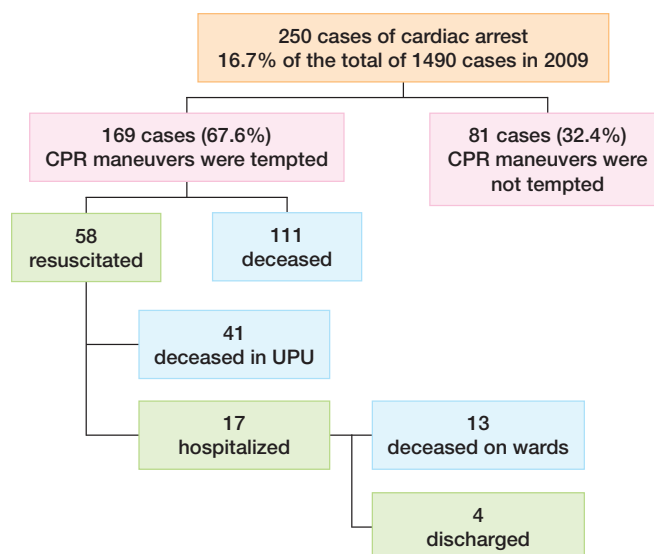 250 cases of cardiac arrest
16.7% of the total of 1490 cases in 2009
169 cases (67.6%)
CPR maneuvers were tempted
81 cases (32.4%)
CPR maneuvers were
not tempted
58
resuscitated
111
deceased
41
deceased in UPU
17
hospitalized
13
deceased on wards
4
discharged